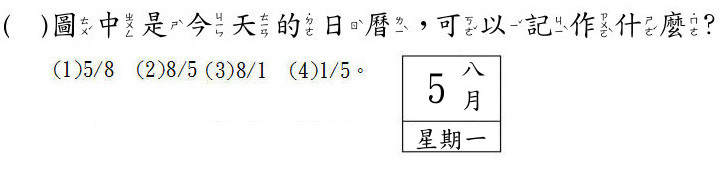 (　)圖中是今天的日曆，可以記作什麼?
(1)5/8 (2)8/5 (3)8/1 (4)1/5。
5 八月
星期一